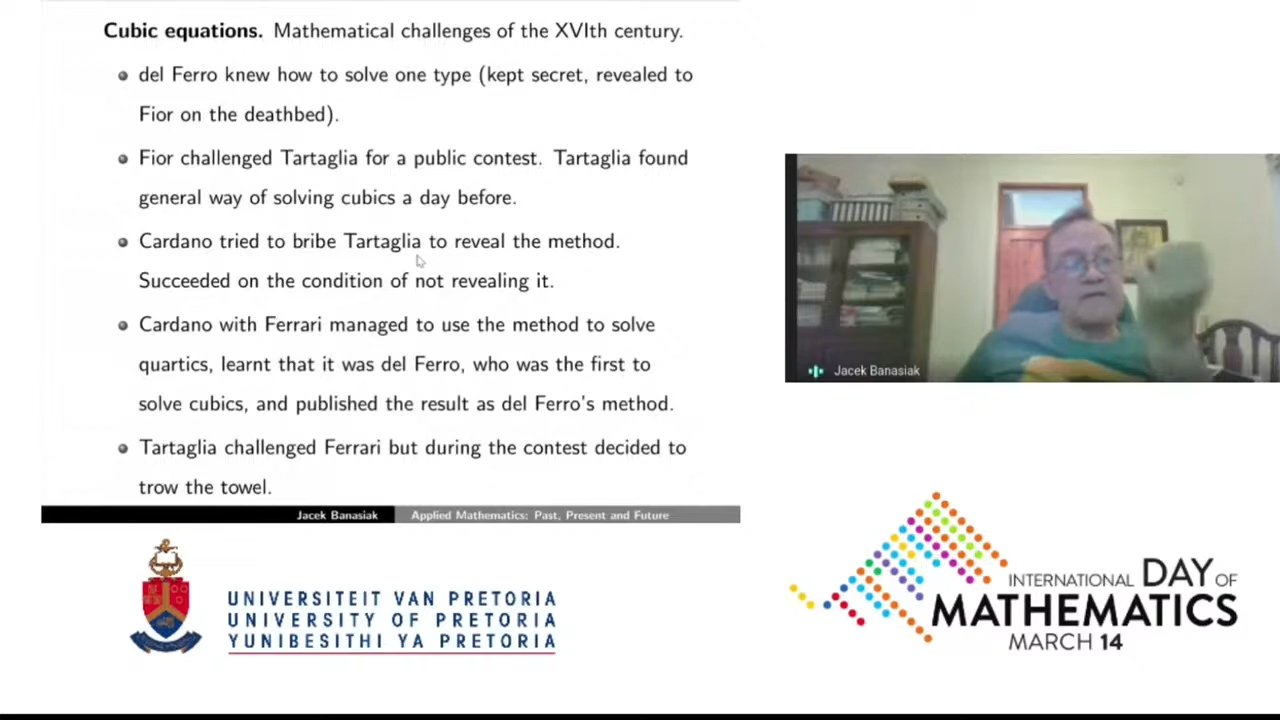 Cubic equations. Mathematical challenges of the XVIth century.
del Ferro knew how to solve one type (kept secret, revealed to
Fior on the deathbed).
Fior challenged Tartaglia for a public contest. Tartaglia found
general way of solving cubics a day before.
Cardano tried to bribe Tartaglia to reveal the method.
Succeeded on the condition of not revealing it.
Cardano with Ferrari managed to use the method to solve
quartics, learnt that it was del Ferro, who was the first to
solve cubics, and published the result as del Ferro's method.
Tartaglia challenged Ferrari but during the contest decided to
trow the towel.
Jacek Banasiak Applied Mathematics: Past, Present and Future
Jacek Banasiak
UNIVERSITEIT VAN PRETORIA
UNIVERSITY OF PRETORIA
YUNIBESITHI YA PRETORIA
INTERNATIONAL DAY OF
MATHEMATICS
MARCH 14